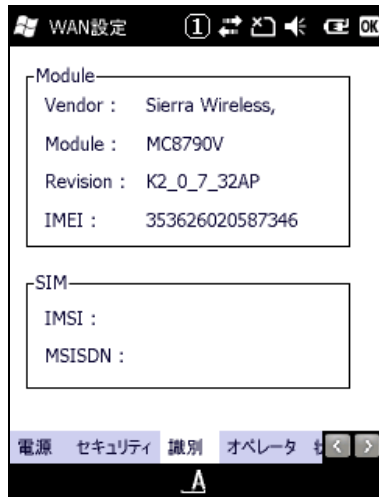 WAN設定 1 OK
Module
Vendor : Sierra Wireless,
Module : MC8790V
Revision : K2_0_7_32AP
IMEI : 353626020587346
SIM
IMSI :
MSISDN :
電源 セキュリティ 識別 オペレータ
A